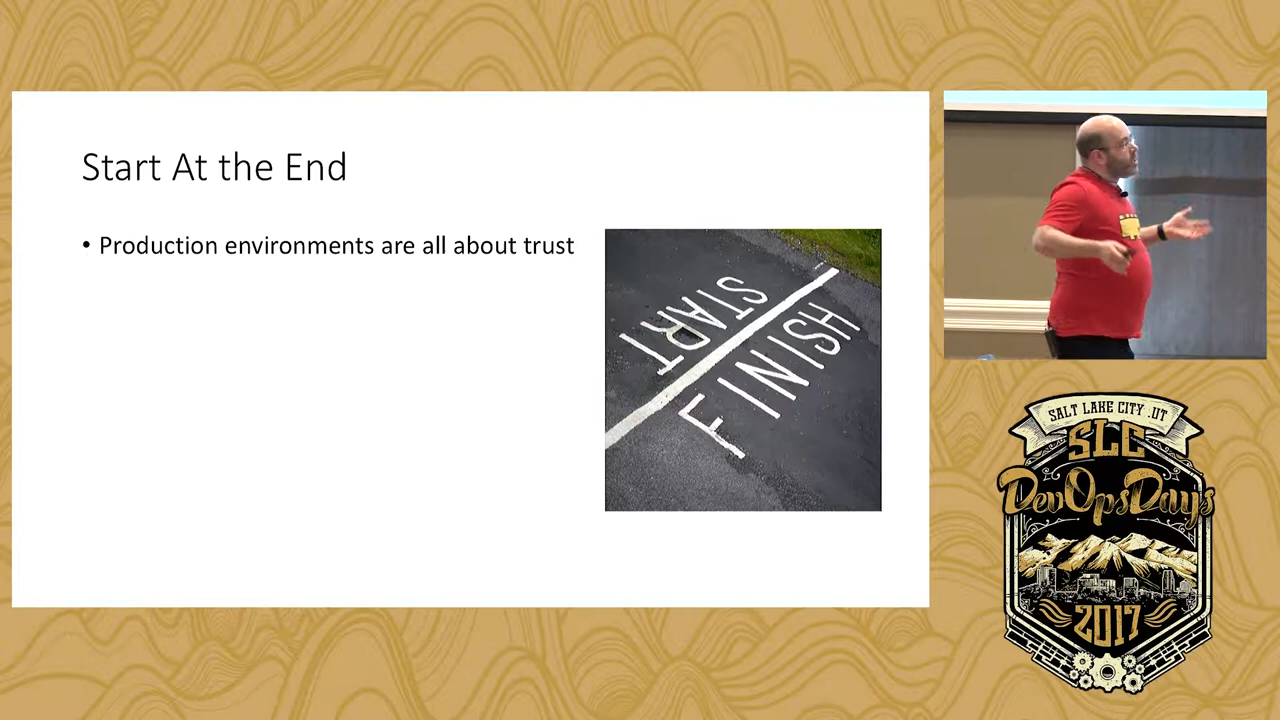 Start At the End
• Production environments are all about trust
START
FINISH
SALT LAKE CITY .UT
SLC
DevOpsDays
2017